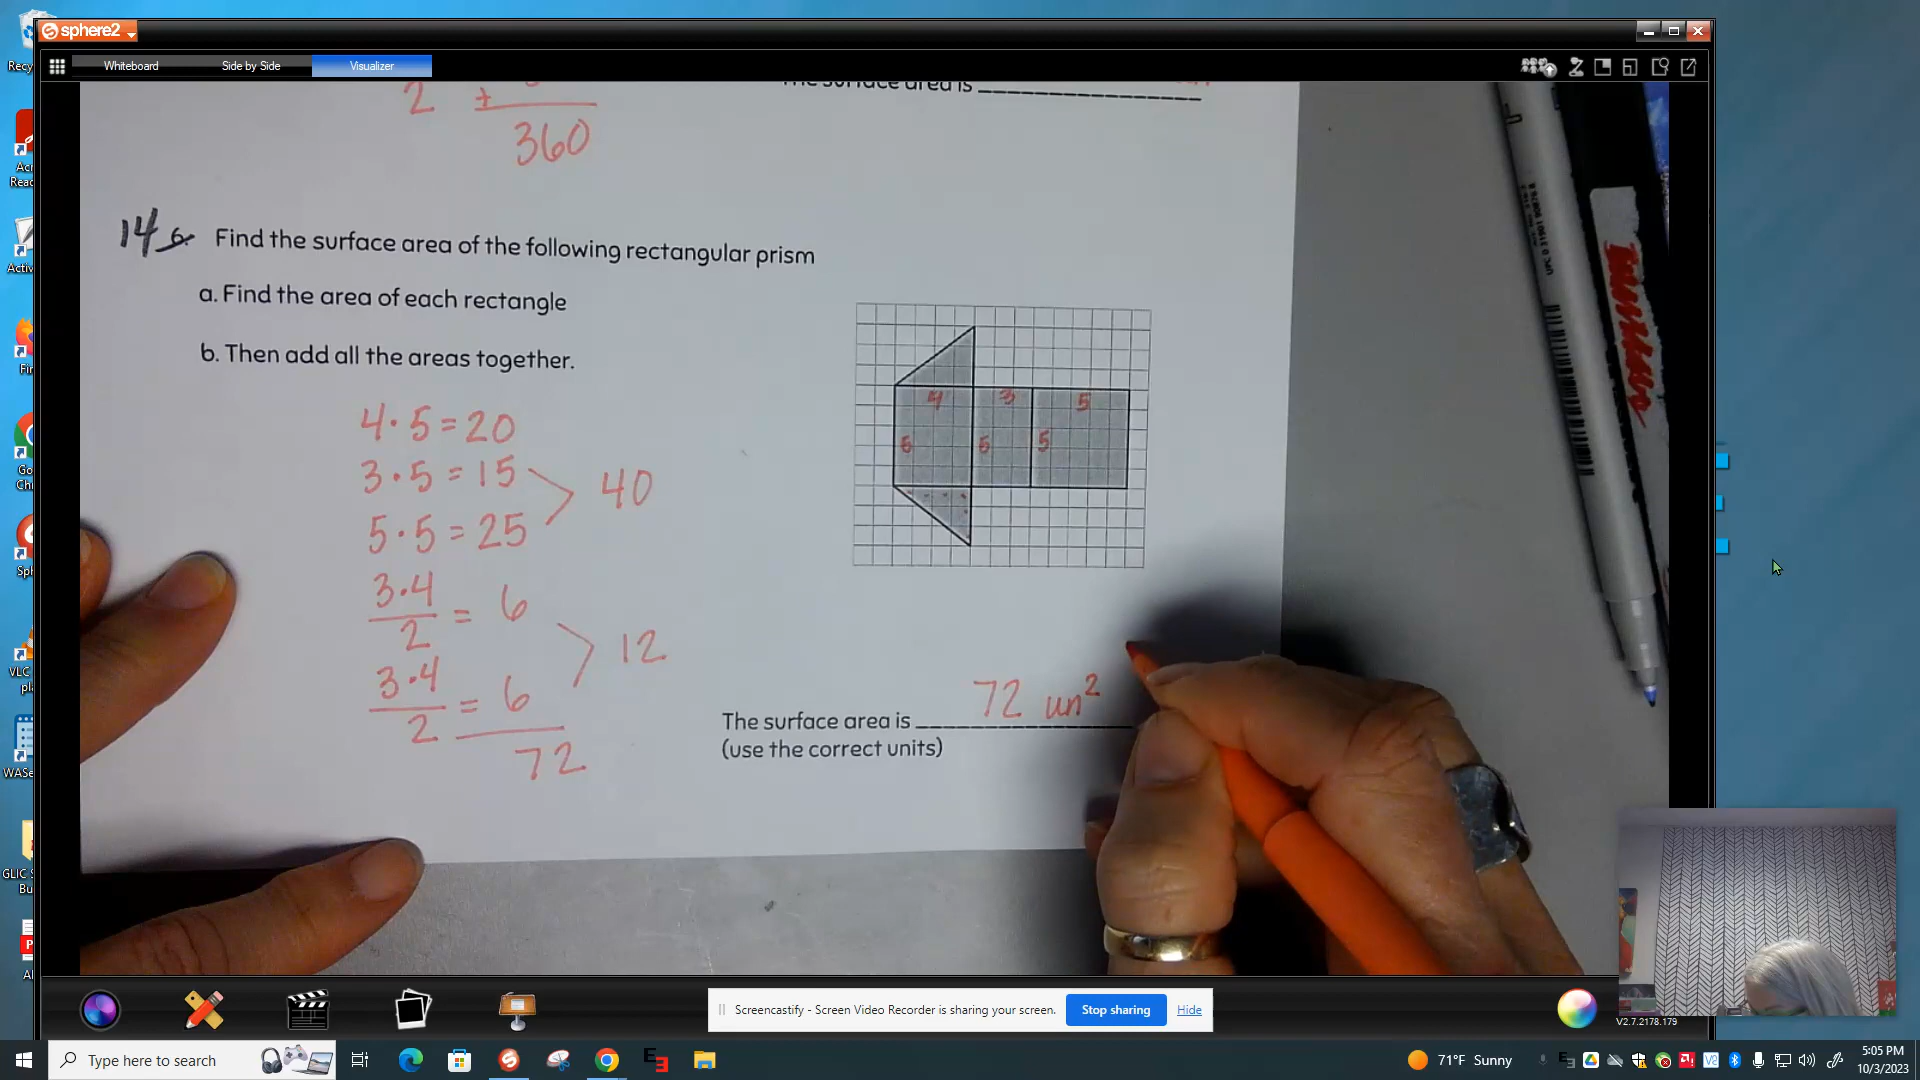 sphere2
Whiteboard Side by Side Visualizer
The surface area is
2 +
360
14 6. Find the surface area of the following rectangular prism
a. Find the area of each rectangle
b. Then add all the areas together.
4 · 5 = 20
3 · 5 = 15
40
5 · 5 = 25
3 · 4
= 6
2
12
3 · 4
= 6
2
72
4 3 5
5 5 5
72 un²
The surface area is
(use the correct units)
Screencastify - Screen Video Recorder is sharing your screen. Stop sharing Hide
V2.7.2178.179
Type here to search
71°F Sunny
5:05 PM
10/3/2023